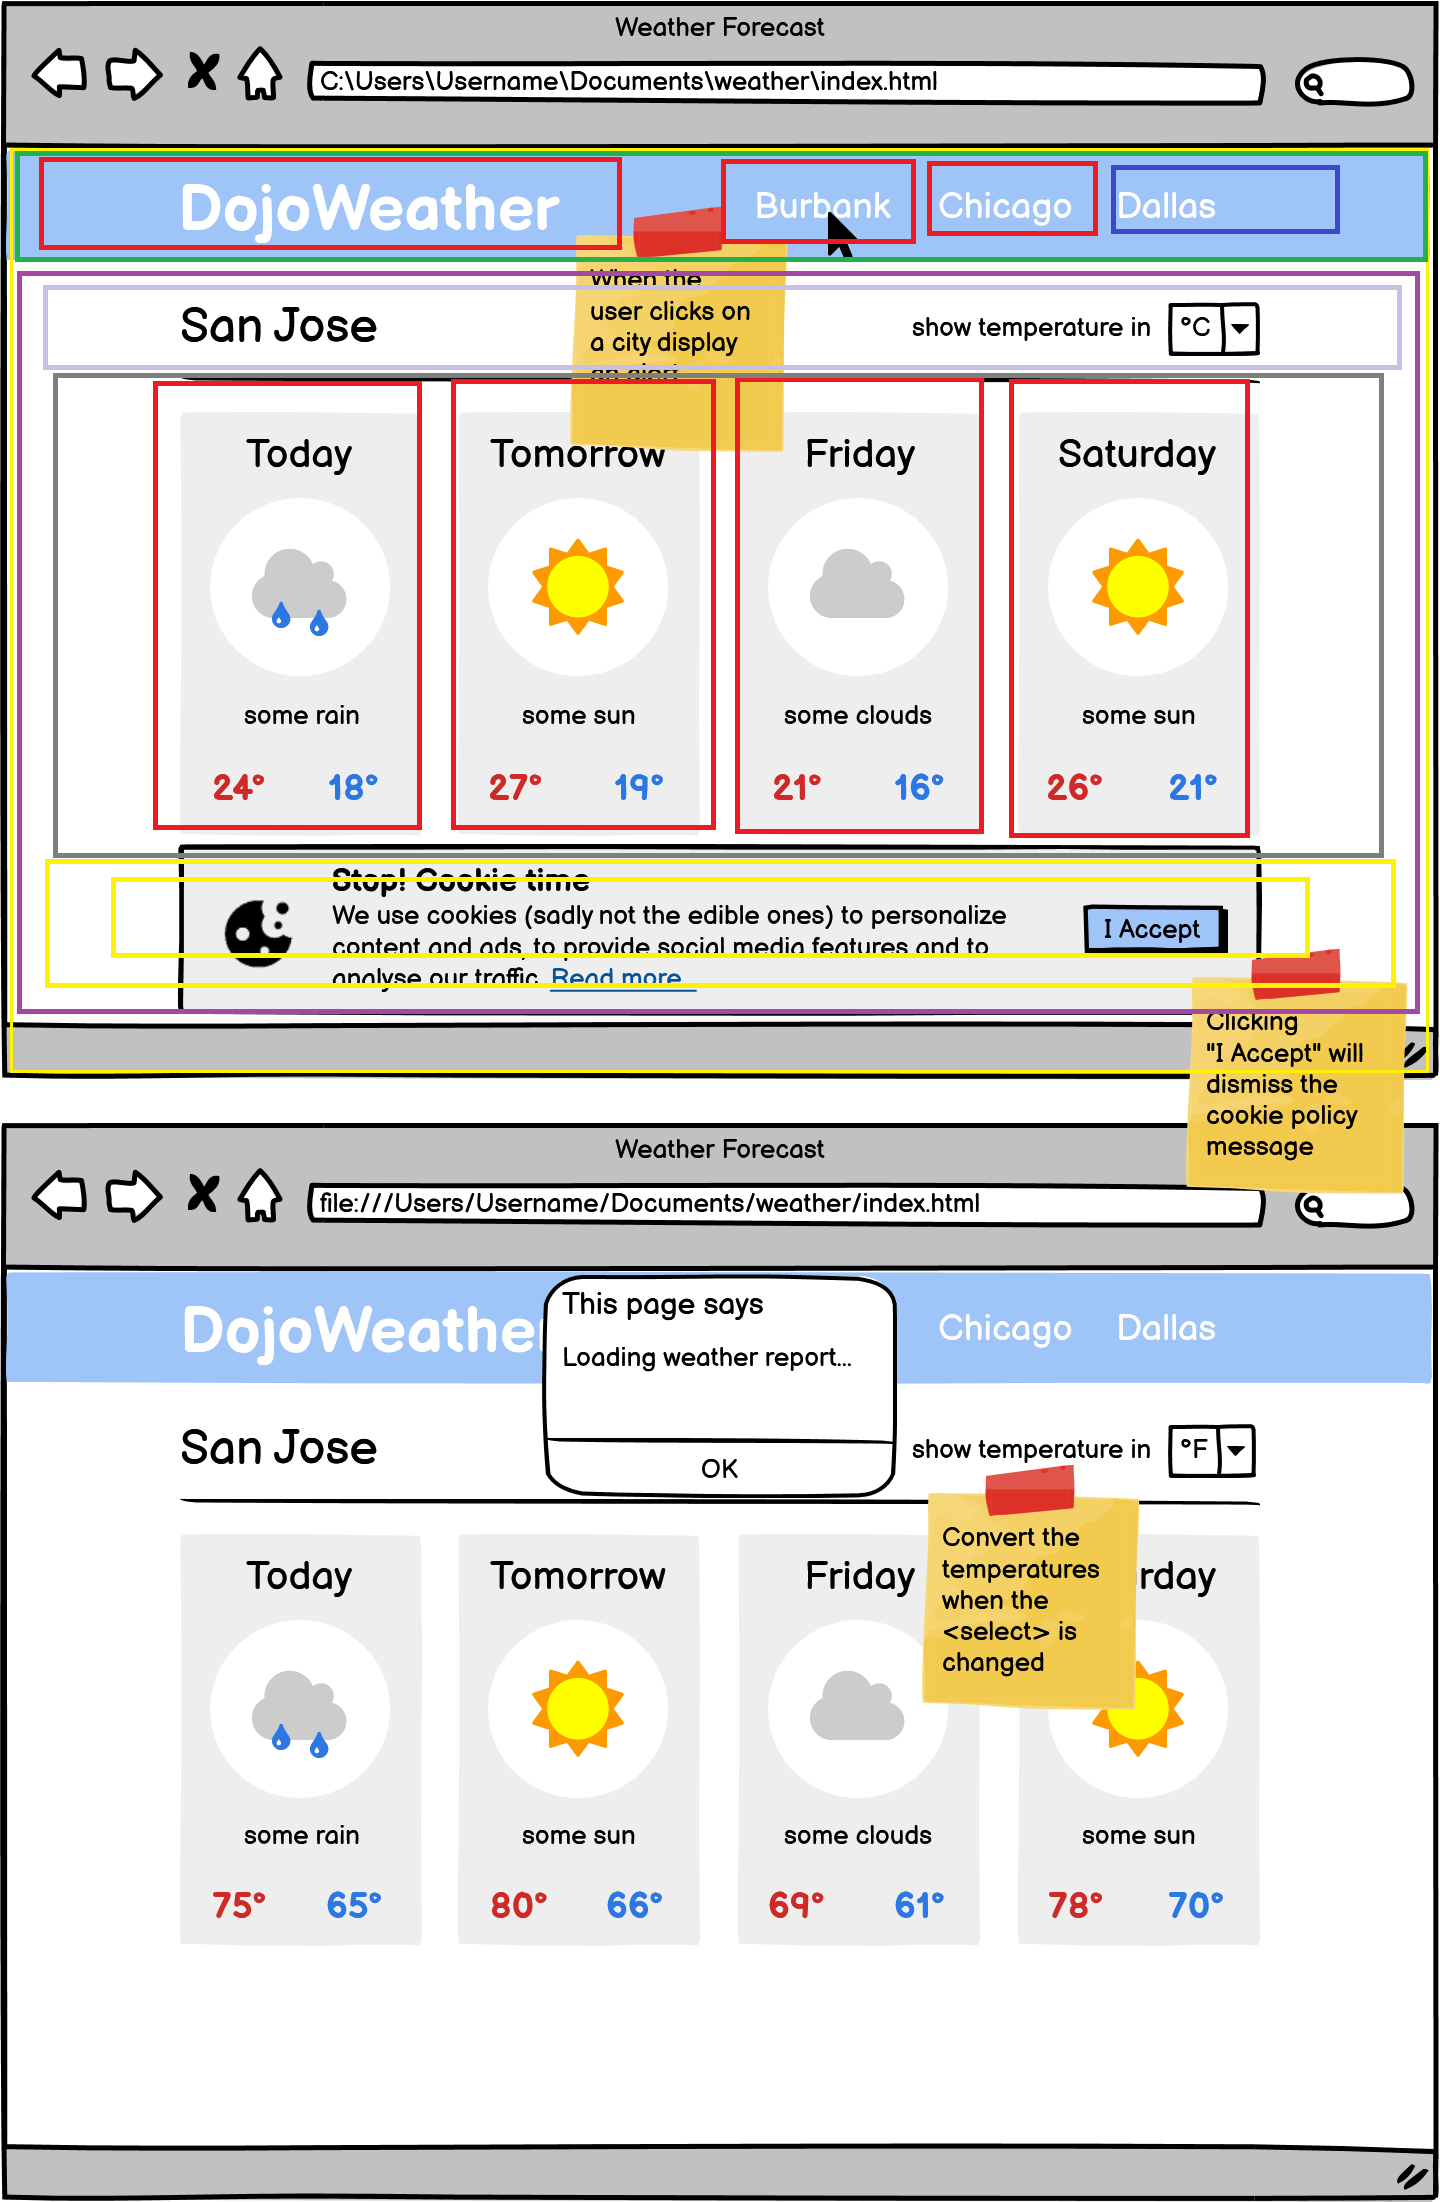 Weather Forecast
C:\Users\Username\Documents\weather\index.html
DojoWeather
Burbank
Chicago
Dallas
When the
user clicks on
a city display
an alert
San Jose
show temperature in
°C
Today
Tomorrow
Friday
Saturday
some rain
some sun
some clouds
some sun
24° 18°
27° 19°
21° 16°
26° 21°
Stop! Cookie time
We use cookies (sadly not the edible ones) to personalize
content and ads, to provide social media features and to
analyse our traffic. Read more.
I Accept
Clicking
"I Accept" will
dismiss the
cookie policy
message
Weather Forecast
file:///Users/Username/Documents/weather/index.html
DojoWeather
This page says
Loading weather report...
OK
Chicago
Dallas
San Jose
show temperature in
°F
Convert the
temperatures
when the
<select> is
changed
Today
Tomorrow
Friday
rday
some rain
some sun
some clouds
some sun
75° 65°
80° 66°
69° 61°
78° 70°